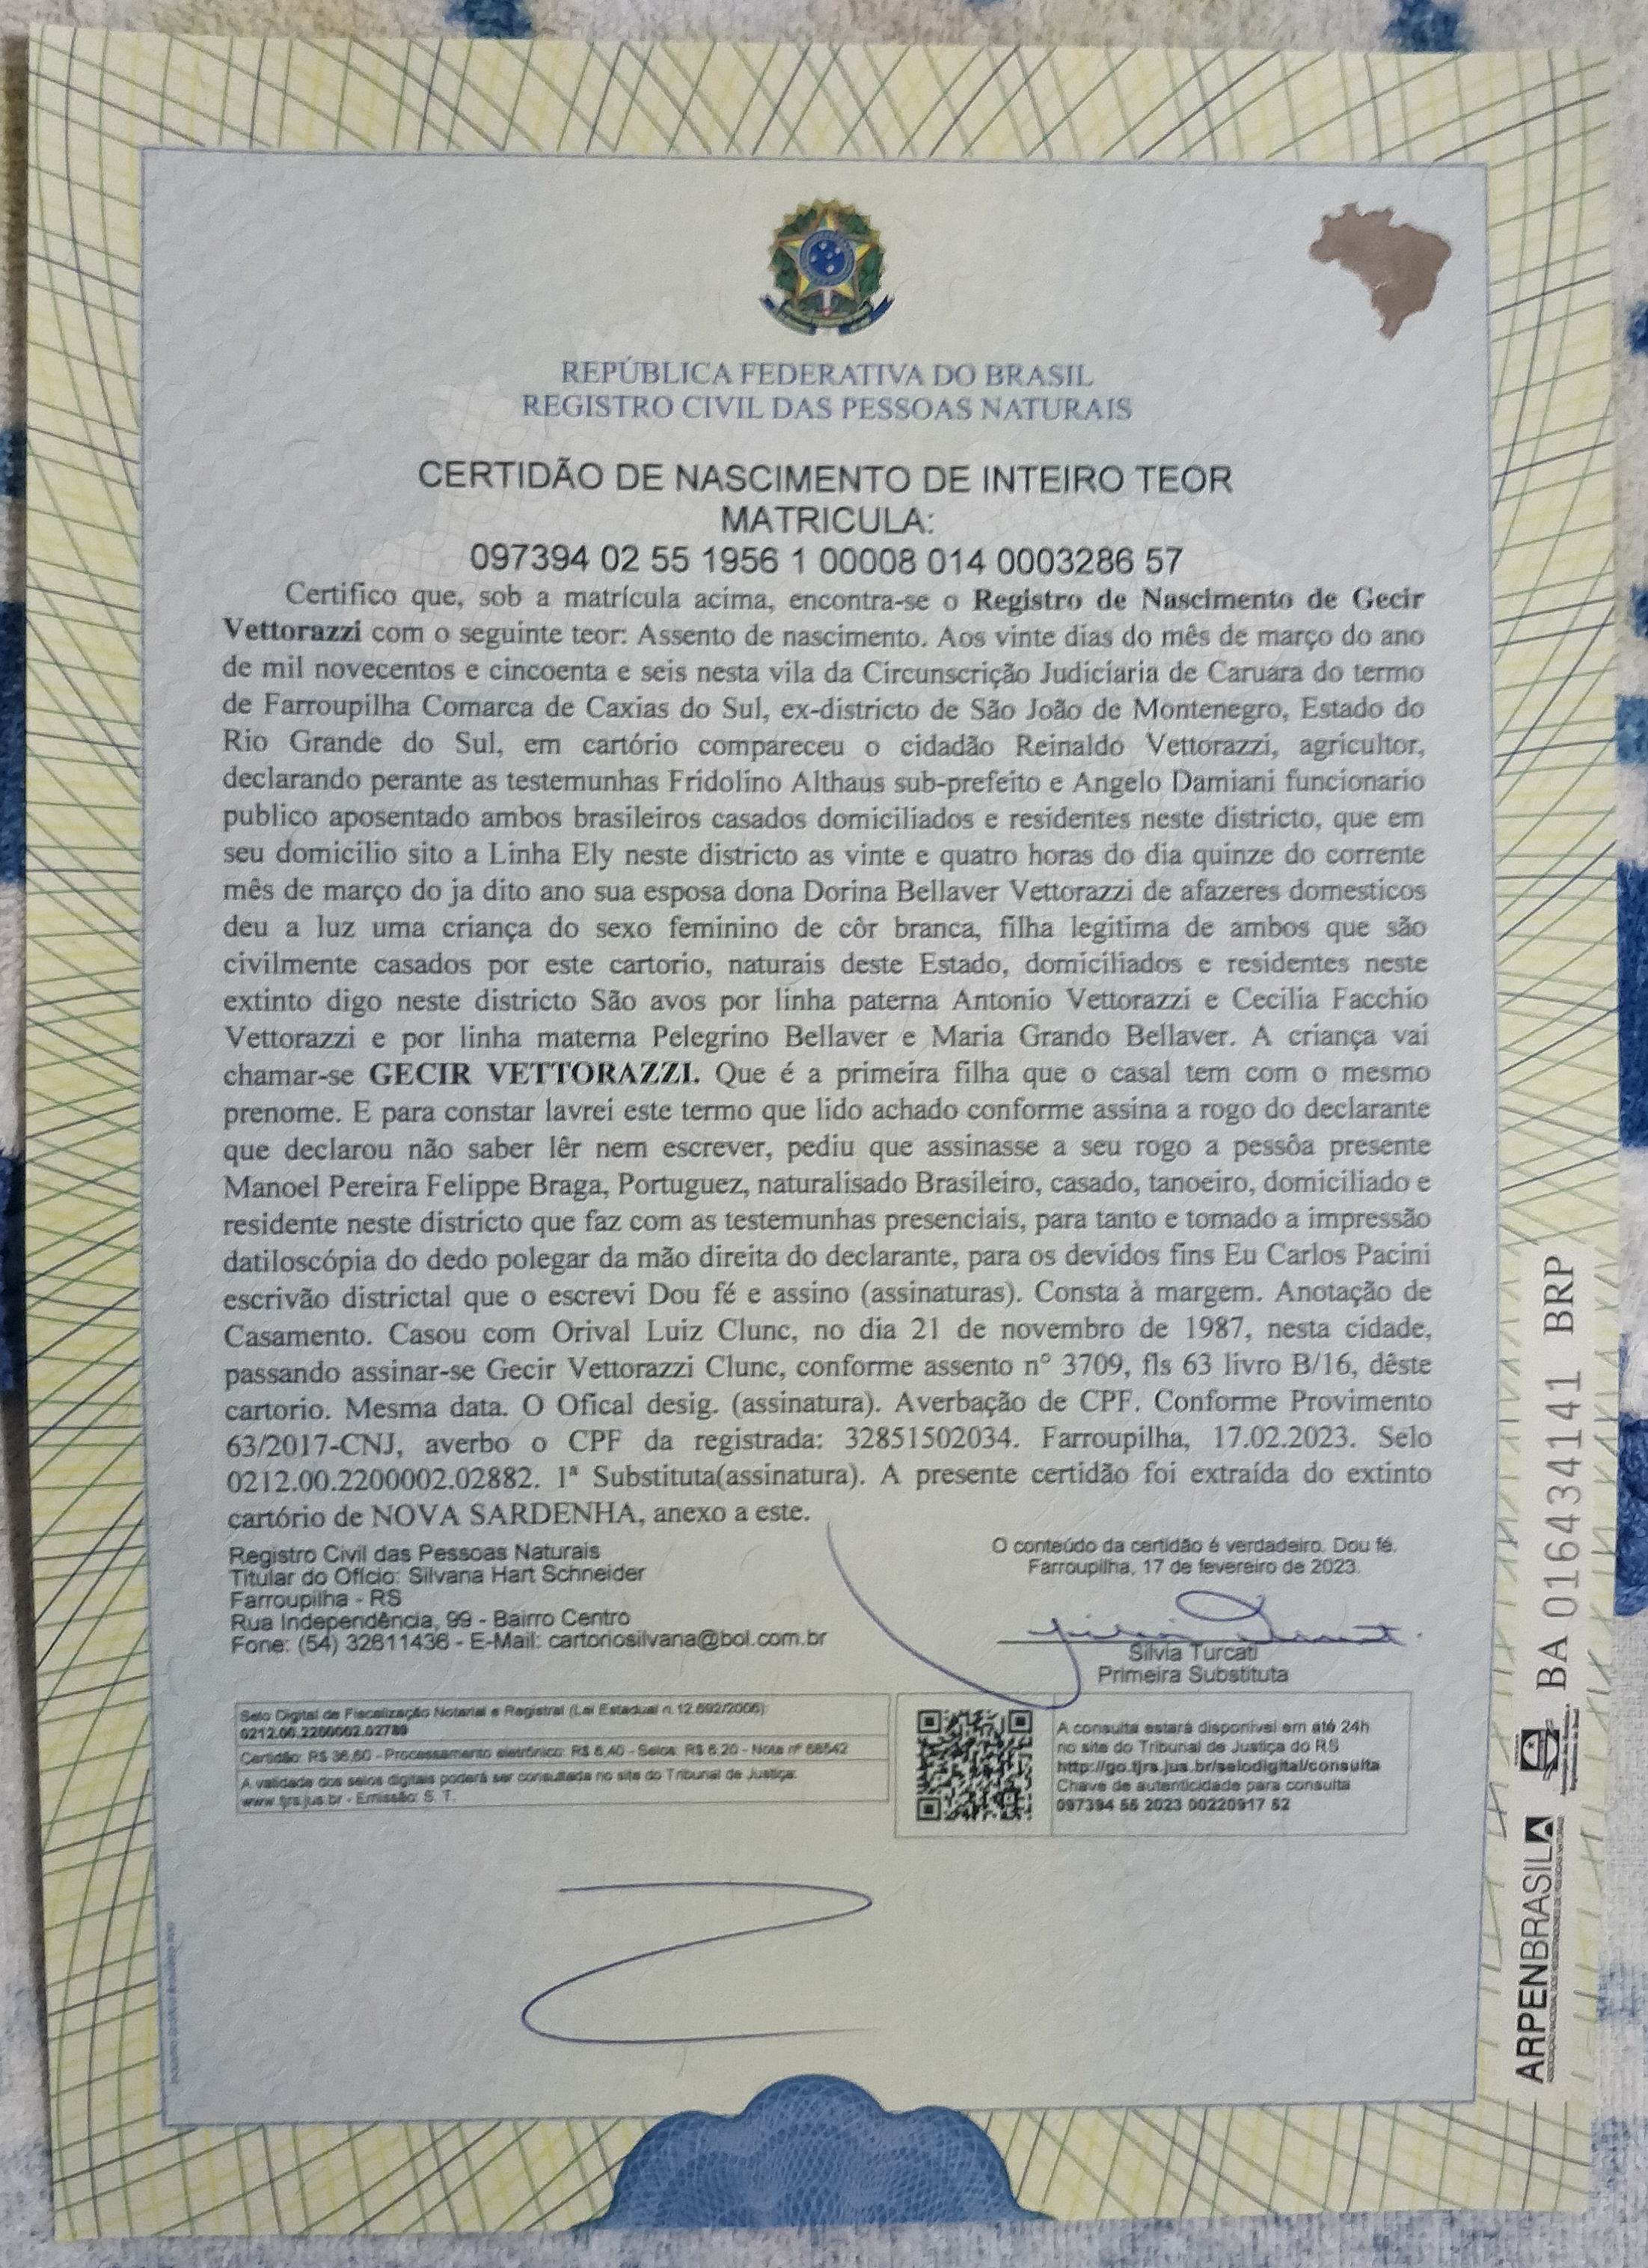 REPÚBLICA FEDERATIVA DO BRASIL
REGISTRO CIVIL DAS PESSOAS NATURAIS
CERTIDÃO DE NASCIMENTO DE INTEIRO TEOR
MATRICULA:
097394 02 55 1956 1 00008 014 0003286 57
Certifico que, sob a matrícula acima, encontra-se o Registro de Nascimento de Gecir
Vettorazzi com o seguinte teor: Assento de nascimento. Aos vinte dias do mês de março do ano
de mil novecentos e cincoenta e seis nesta vila da Circunscrição Judiciaria de Caruara do termo
de Farroupilha Comarca de Caxias do Sul, ex-districto de São João de Montenegro, Estado do
Rio Grande do Sul, em cartório compareceu o cidadão Reinaldo Vettorazzi, agricultor,
declarando perante as testemunhas Fridolino Althaus sub-prefeito e Angelo Damiani funcionario
publico aposentado ambos brasileiros casados domiciliados e residentes neste districto, que em
seu domicilio sito a Linha Ely neste districto as vinte e quatro horas do dia quinze do corrente
mês de março do ja dito ano sua esposa dona Dorina Bellaver Vettorazzi de afazeres domesticos
deu a luz uma criança do sexo feminino de côr branca, filha legitima de ambos que são
civilmente casados por este cartorio, naturais deste Estado, domiciliados e residentes neste
extinto digo neste districto São avos por linha paterna Antonio Vettorazzi e Cecilia Facchio
Vettorazzi e por linha materna Pelegrino Bellaver e Maria Grando Bellaver. A criança vai
chamar-se GECIR VETTORAZZI. Que é a primeira filha que o casal tem com o mesmo
prenome. E para constar lavrei este termo que lido achado conforme assina a rogo do declarante
que declarou não saber lêr nem escrever, pediu que assinasse a seu rogo a pessôa presente
Manoel Pereira Felippe Braga, Portuguez, naturalisado Brasileiro, casado, tanoeiro, domiciliado e
residente neste districto que faz com as testemunhas presenciais, para tanto e tomado a impressão
datiloscópia do dedo polegar da mão direita do declarante, para os devidos fins Eu Carlos Pacini
escrivão districtal que o escrevi Dou fé e assino (assinaturas). Consta à margem. Anotação de
Casamento. Casou com Orival Luiz Clunc, no dia 21 de novembro de 1987, nesta cidade,
passando assinar-se Gecir Vettorazzi Clunc, conforme assento n° 3709, fls 63 livro B/16, dêste
cartorio. Mesma data. O Ofical desig. (assinatura). Averbação de CPF. Conforme Provimento
63/2017-CNJ, averbo o CPF da registrada: 32851502034. Farroupilha, 17.02.2023. Selo
0212.00.2200002.02882. 1ª Substituta(assinatura). A presente certidão foi extraída do extinto
cartório de NOVA SARDENHA, anexo a este.
Registro Civil das Pessoas Naturais
Titular do Ofício: Silvana Hart Schneider
Farroupilha - RS
Rua Independência, 99 - Bairro Centro
Fone: (54) 32611436 - E-Mail: cartoriosilvana@bol.com.br
O conteúdo da certidão é verdadeiro. Dou fé.
Farroupilha, 17 de fevereiro de 2023.
Silvia Turcati
Primeira Substituta
Selo Digital de Fiscalização Notarial e Registral (Lei Estadual n.12.692/2006):
0212.00.2200002.02789
Certidão: R$ 36,60 - Processamento eletrônico: R$ 6,40 - Selos: R$ 6,20 - Nota nº 68542
A validade dos selos digitais poderá ser consultada no site do Tribunal de Justiça:
www.tjrs.jus.br - Emissão: S. T.
A consulta estará disponível em até 24h
no site do Tribunal de Justiça do RS
http://go.tjrs.jus.br/selodigital/consulta
Chave de autenticidade para consulta
097394 55 2023 00220917 52
BA 016434141 BRP
ARPENBRASIL